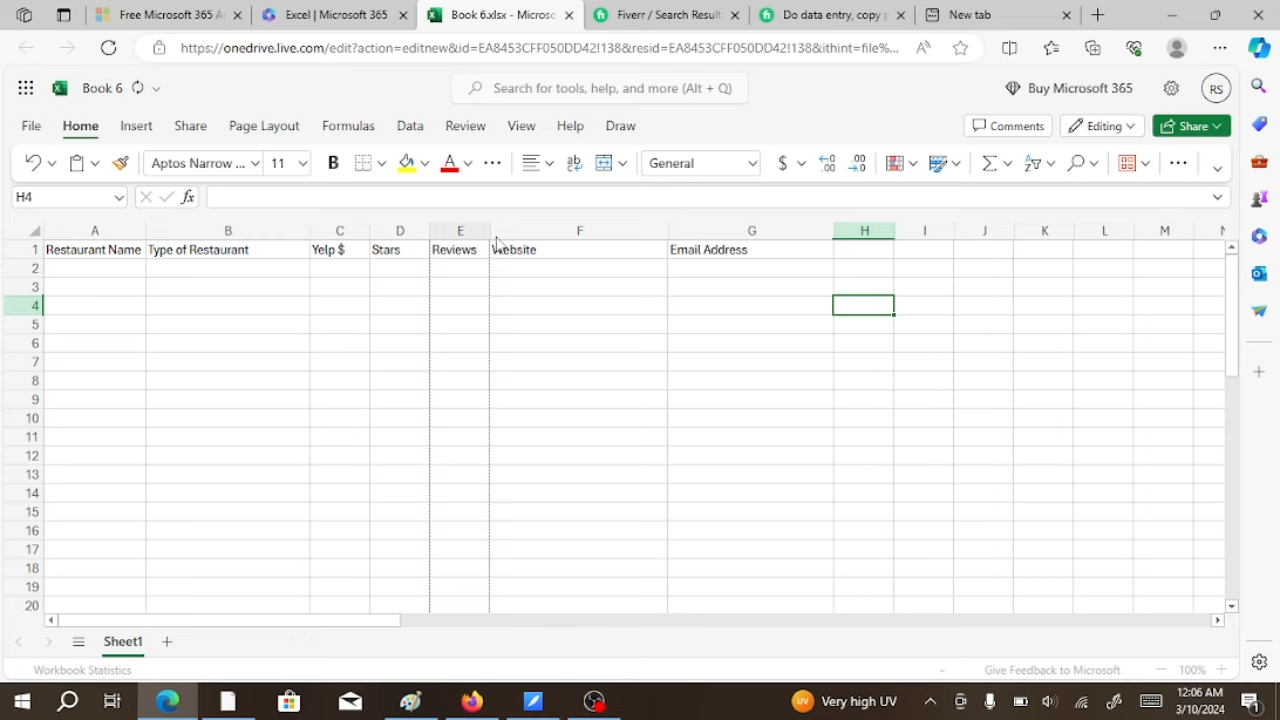 Free Microsoft 365 A
Excel | Microsoft 365
Book 6.xlsx - Microsc
Fiverr / Search Result
Do data entry, copy
New tab
https://onedrive.live.com/edit?action=editnew&id=EA8453CFF050DD42!138&resid=EA8453CFF050DD42!138&ithint=file%...
Book 6
Search for tools, help, and more (Alt + Q)
Buy Microsoft 365
RS
File Home Insert Share Page Layout Formulas Data Review View Help Draw
Comments
Editing
Share
Aptos Narrow ... 11 B A General $
H4 fx
A B C D E F G H I J K L M N
1 Restaurant Name Type of Restaurant Yelp $ Stars Reviews Website Email Address
2
3
4
5
6
7
8
9
10
11
12
13
14
15
16
17
18
19
20
Sheet1
Workbook Statistics
Give Feedback to Microsoft
100%
Very high UV
12:06 AM
3/10/2024
1